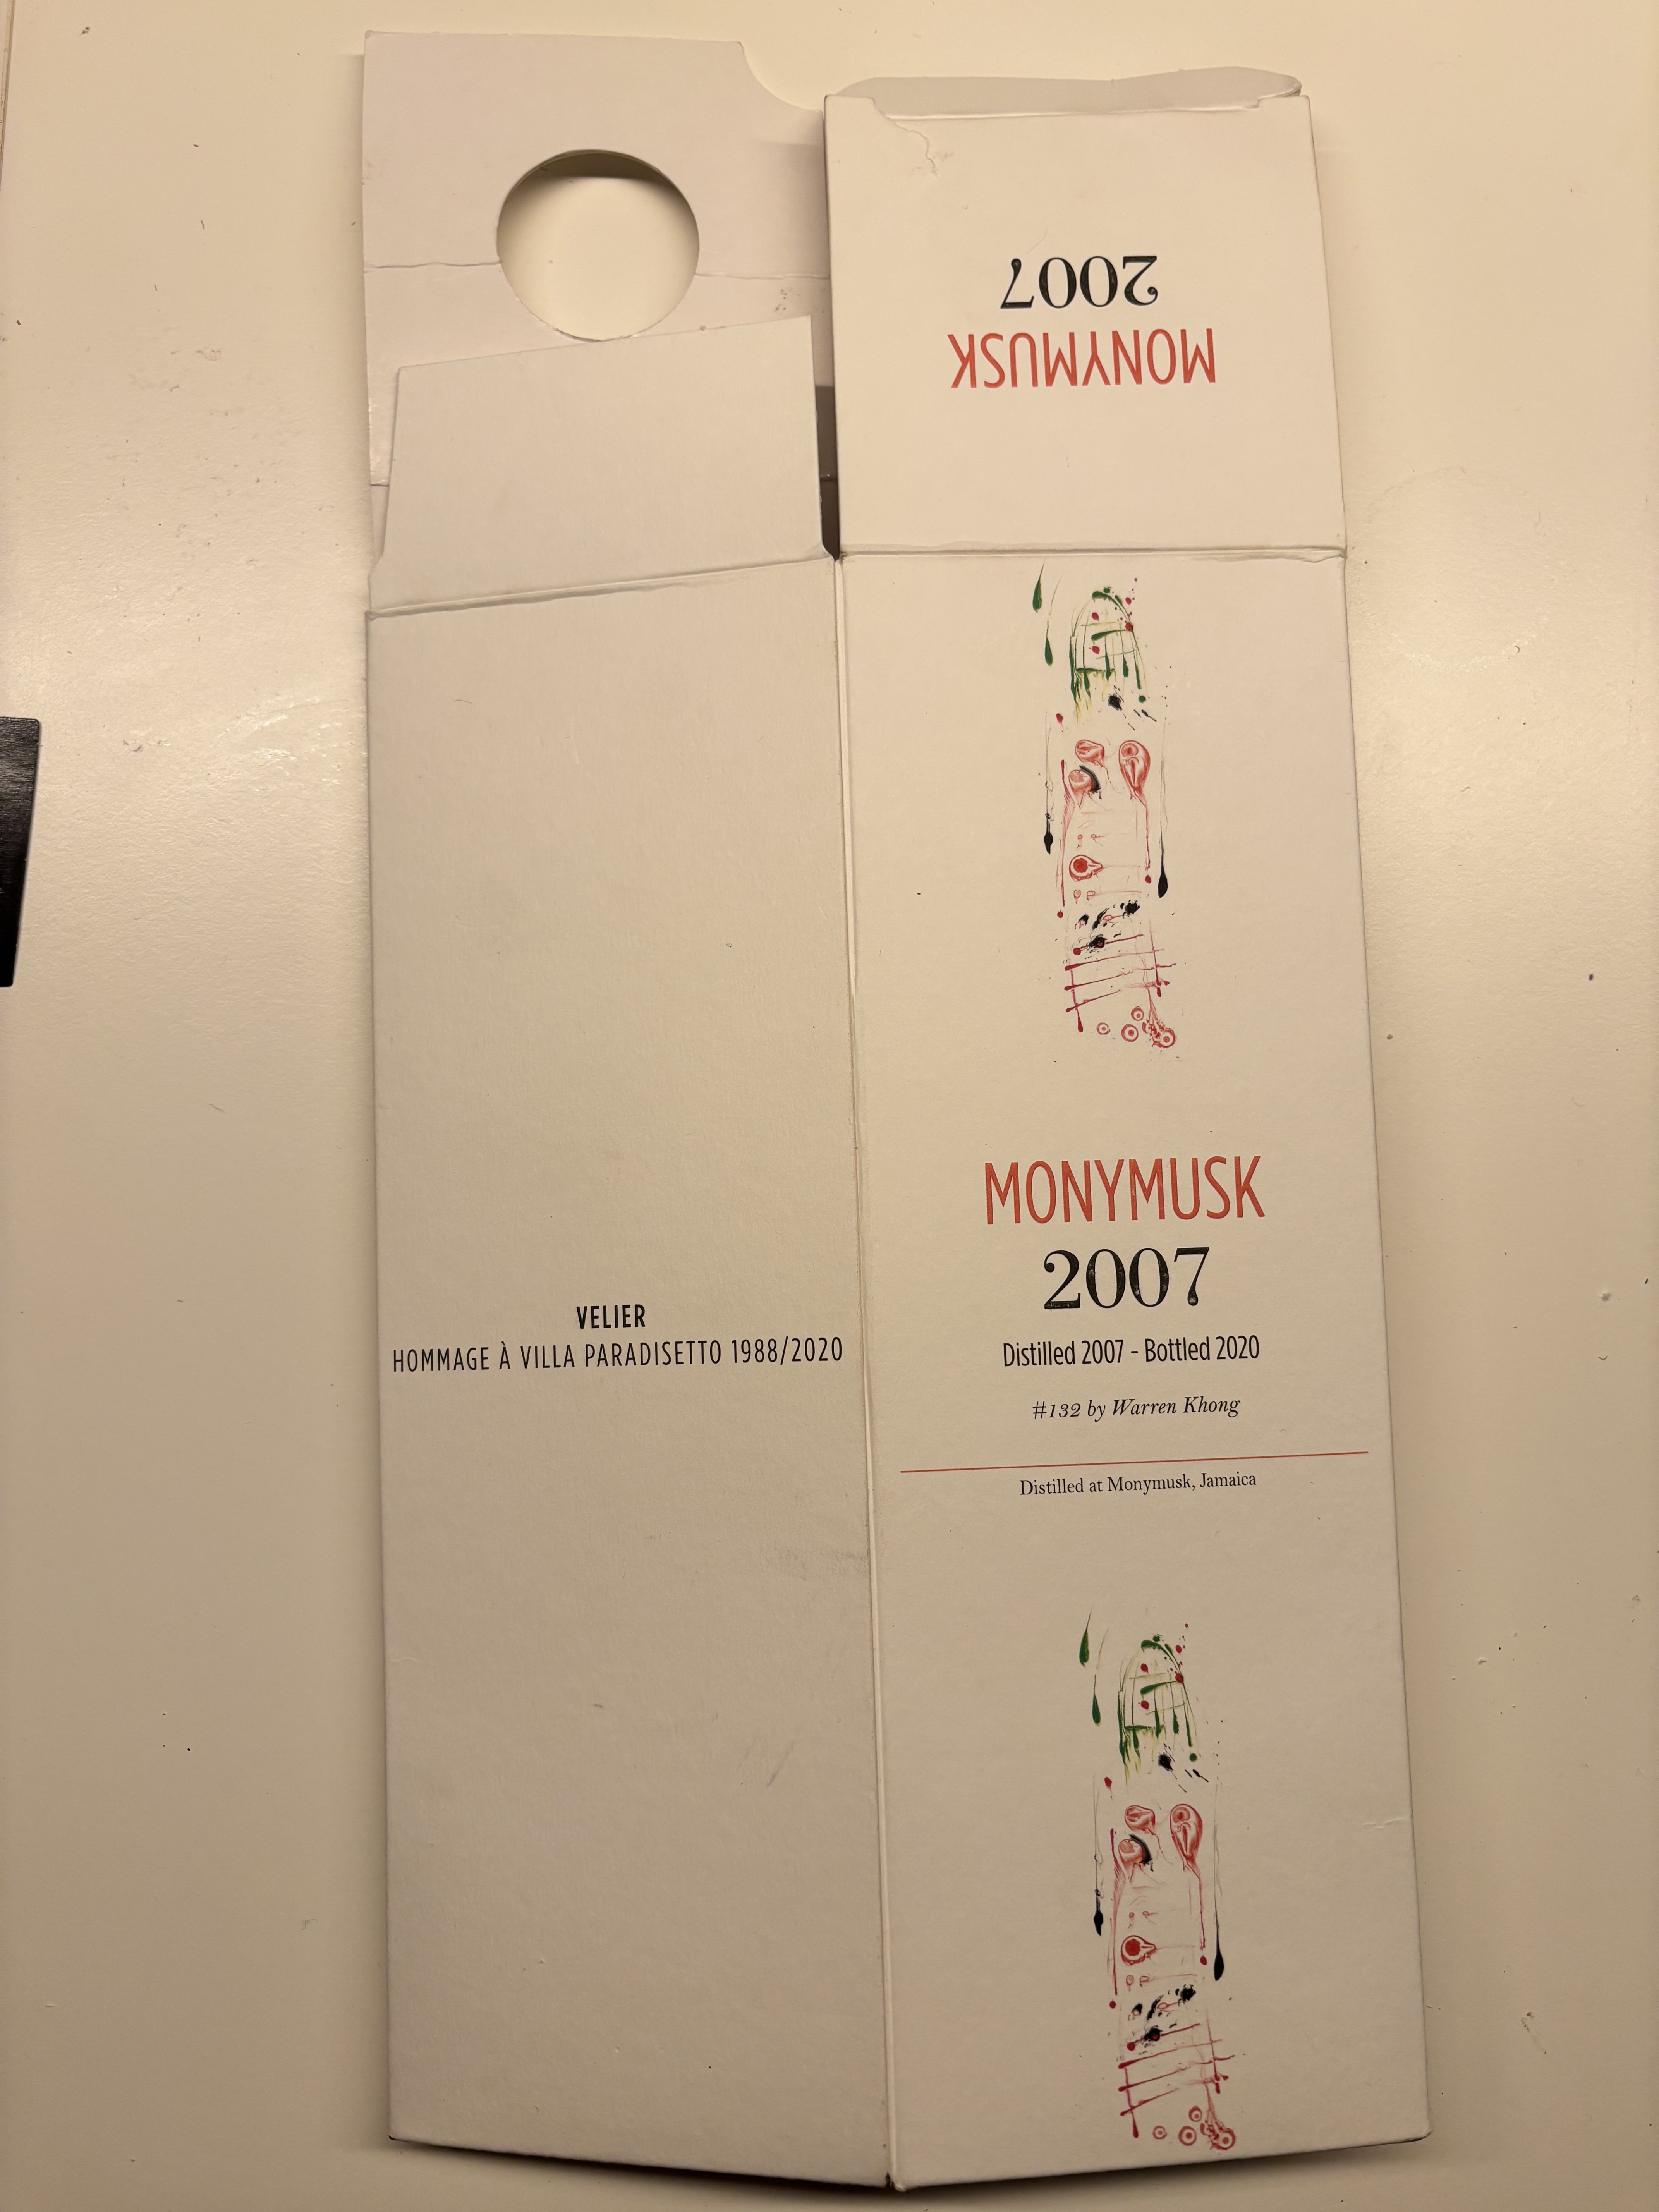 MONYMUSK
2007
VELIER
HOMMAGE À VILLA PARADISETTO 1988/2020
MONYMUSK
2007
Distilled 2007 - Bottled 2020
#132 by Warren Khong
Distilled at Monymusk, Jamaica